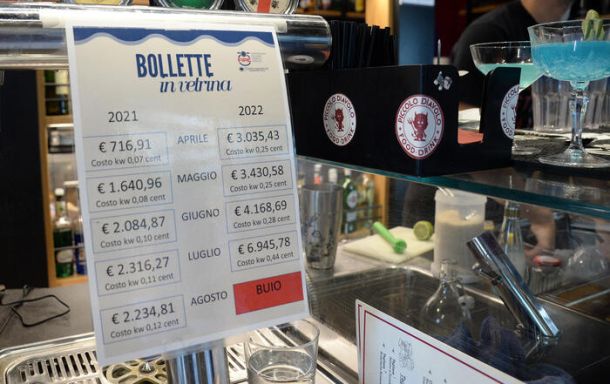 BOLLETTE
in vetrina
2021
2022
€ 716,91
Costo kw 0,07 cent
APRILE
€ 3.035,43
Costo kw 0,25 cent
€ 1.640,96
Costo kw 0,08 cent
MAGGIO
€ 3.430,58
Costo kw 0,25 cent
€ 2.084,87
Costo kw 0,10 cent
GIUGNO
€ 4.168,69
Costo kw 0,28 cent
€ 2.316,27
Costo kw 0,11 cent
LUGLIO
€ 6.945,78
Costo kw 0,44 cent
€ 2.234,81
Costo kw 0,12 cent
AGOSTO
BUIO
PICCOLO DIAVOLO
FOOD DRINK
PICCOLO DIAVOLO
FOOD DRINK